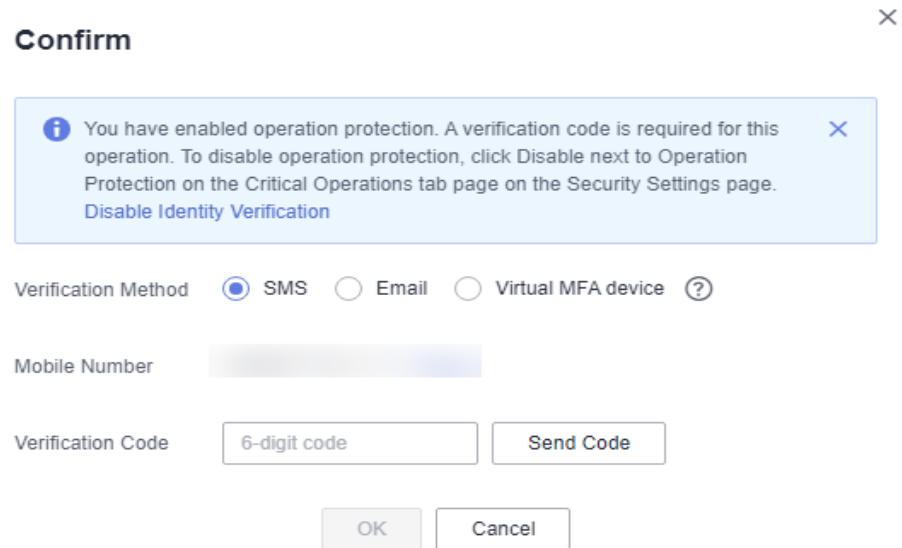 Confirm
You have enabled operation protection. A verification code is required for this
operation. To disable operation protection, click Disable next to Operation
Protection on the Critical Operations tab page on the Security Settings page.
Disable Identity Verification
Verification Method SMS Email Virtual MFA device ?
Mobile Number
Verification Code 6-digit code Send Code
OK Cancel